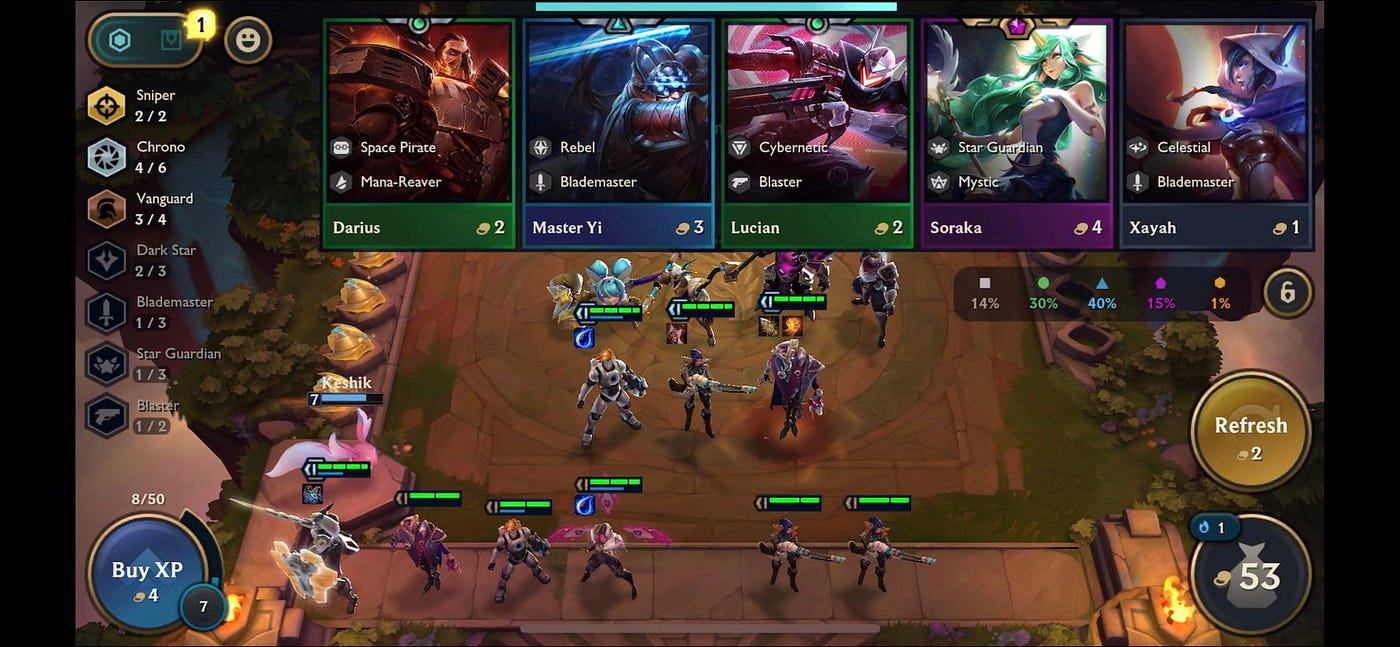 1
Sniper
2 / 2
Chrono
4 / 6
Vanguard
3 / 4
Dark Star
2 / 3
Blademaster
1 / 3
Star Guardian
1 / 3
Blaster
1 / 2
Space Pirate
Mana-Reaver
Darius
2
Rebel
Blademaster
Master Yi
3
Cybernetic
Blaster
Lucian
2
Star Guardian
Mystic
Soraka
4
Celestial
Blademaster
Xayah
1
14%
30%
40%
15%
1%
Keshik
7
Refresh
2
8/50
Buy XP
4
7
1
53